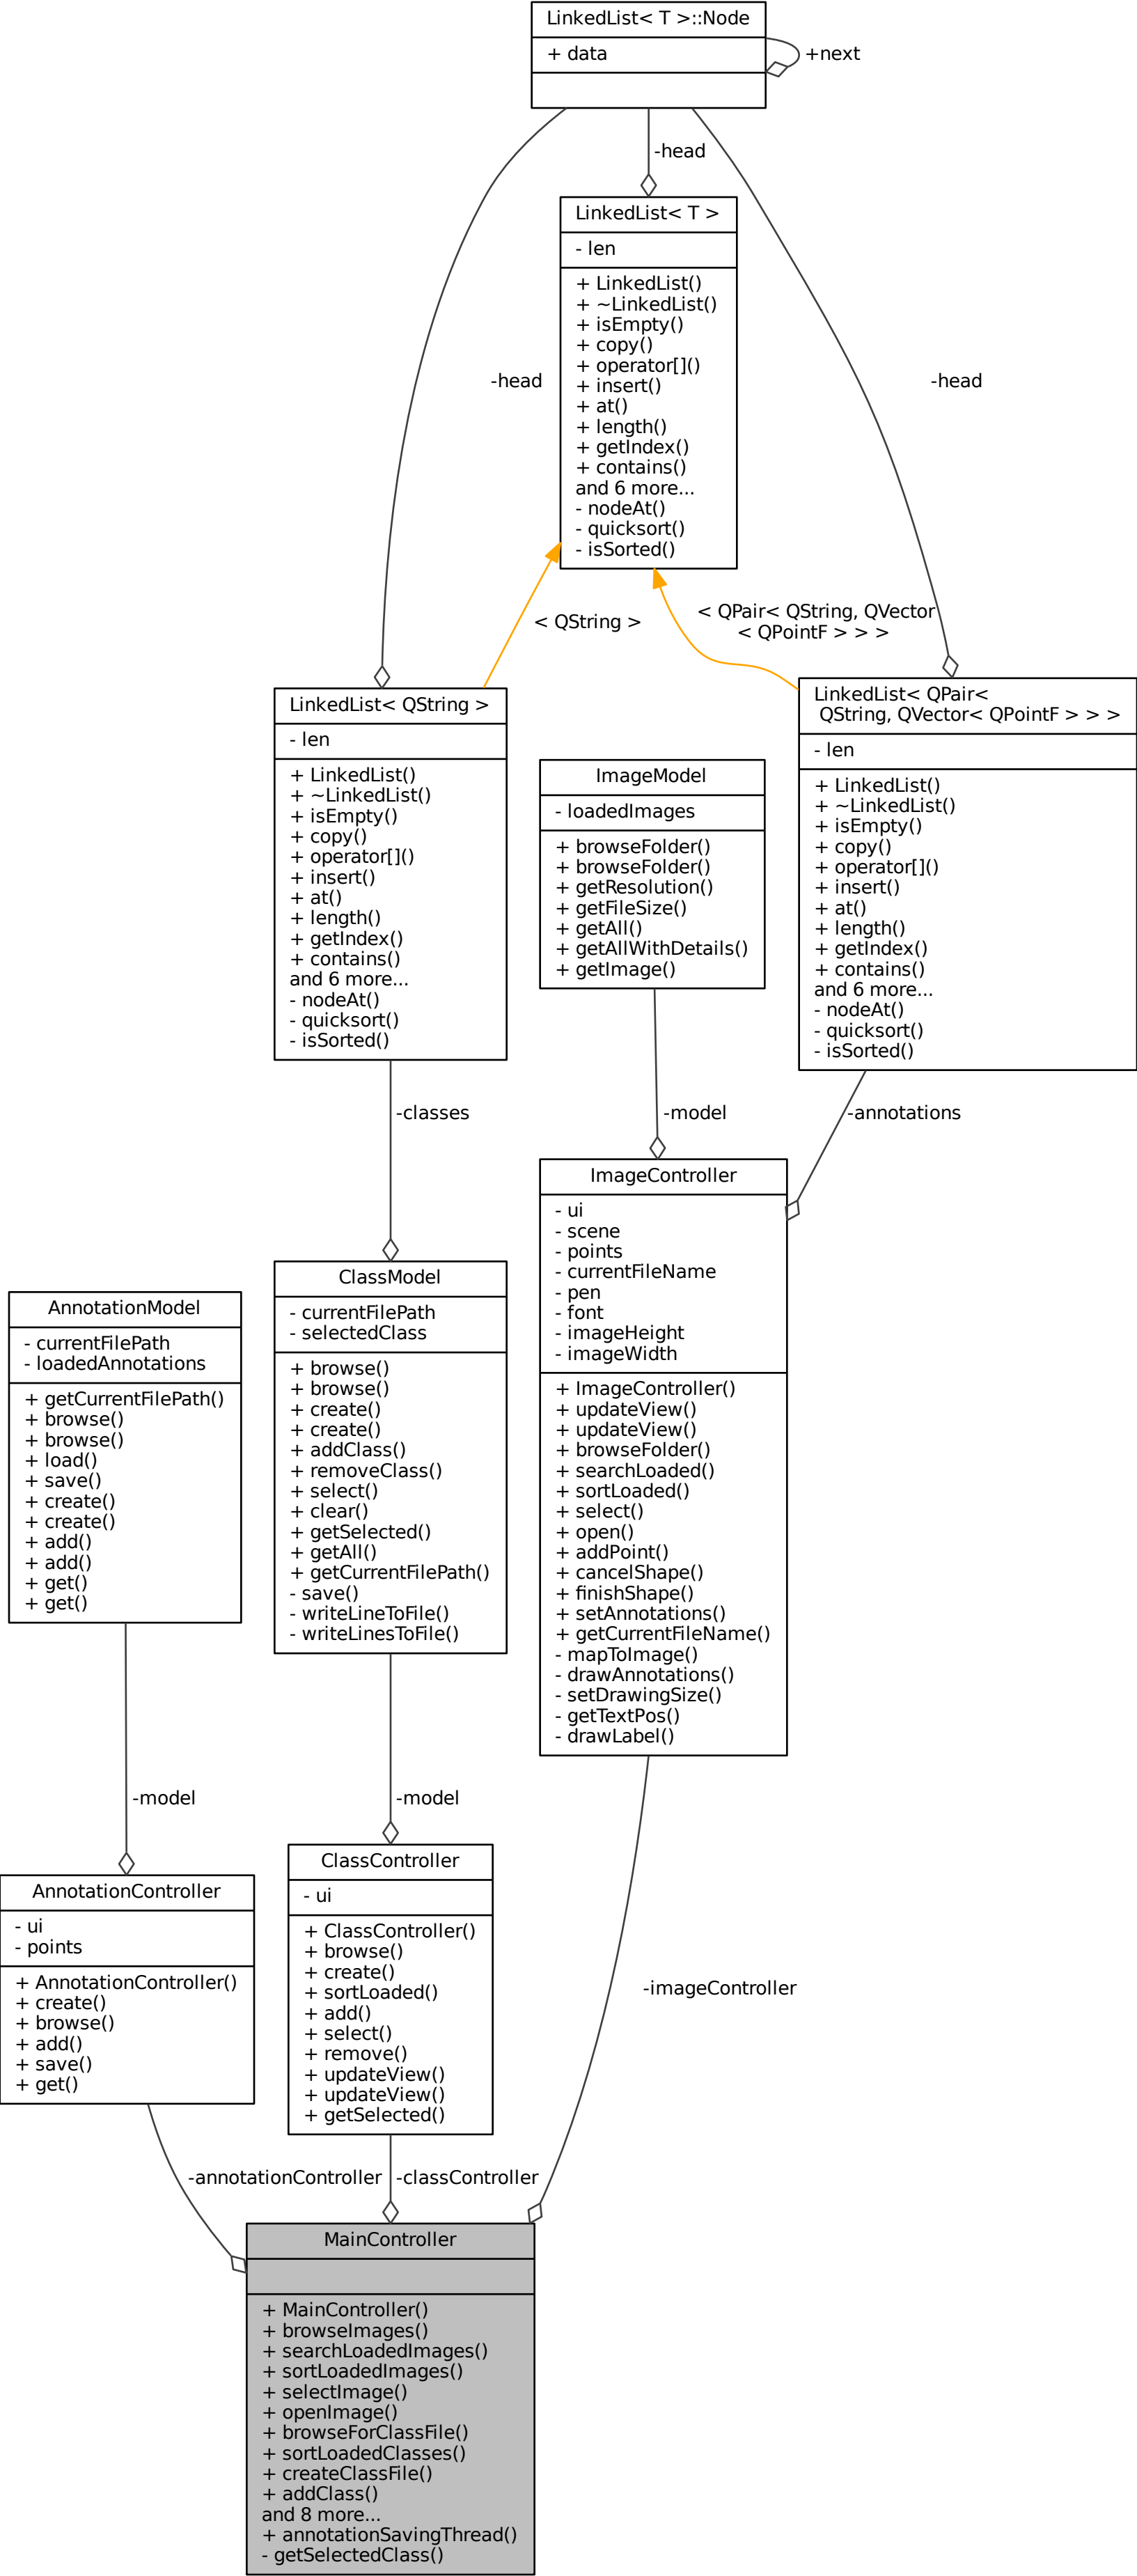 LinkedList< T >::Node
+ data
+next
-head
LinkedList< T >
- len
+ LinkedList()
+ ~LinkedList()
+ isEmpty()
+ copy()
+ operator[]()
+ insert()
+ at()
+ length()
+ getIndex()
+ contains()
and 6 more...
- nodeAt()
- quicksort()
- isSorted()
-head
-head
< QString >
< QPair< QString, QVector
< QPointF > > >
LinkedList< QString >
- len
+ LinkedList()
+ ~LinkedList()
+ isEmpty()
+ copy()
+ operator[]()
+ insert()
+ at()
+ length()
+ getIndex()
+ contains()
and 6 more...
- nodeAt()
- quicksort()
- isSorted()
ImageModel
- loadedImages
+ browseFolder()
+ browseFolder()
+ getResolution()
+ getFileSize()
+ getAll()
+ getAllWithDetails()
+ getImage()
LinkedList< QPair<
QString, QVector< QPointF > > >
- len
+ LinkedList()
+ ~LinkedList()
+ isEmpty()
+ copy()
+ operator[]()
+ insert()
+ at()
+ length()
+ getIndex()
+ contains()
and 6 more...
- nodeAt()
- quicksort()
- isSorted()
-classes
-model
-annotations
AnnotationModel
- currentFilePath
- loadedAnnotations
+ getCurrentFilePath()
+ browse()
+ browse()
+ load()
+ save()
+ create()
+ create()
+ add()
+ add()
+ get()
+ get()
ClassModel
- currentFilePath
- selectedClass
+ browse()
+ browse()
+ create()
+ create()
+ addClass()
+ removeClass()
+ select()
+ clear()
+ getSelected()
+ getAll()
+ getCurrentFilePath()
- save()
- writeLineToFile()
- writeLinesToFile()
ImageController
- ui
- scene
- points
- currentFileName
- pen
- font
- imageHeight
- imageWidth
+ ImageController()
+ updateView()
+ updateView()
+ browseFolder()
+ searchLoaded()
+ sortLoaded()
+ select()
+ open()
+ addPoint()
+ cancelShape()
+ finishShape()
+ setAnnotations()
+ getCurrentFileName()
- mapToImage()
- drawAnnotations()
- setDrawingSize()
- getTextPos()
- drawLabel()
-model
-model
AnnotationController
- ui
- points
+ AnnotationController()
+ create()
+ browse()
+ add()
+ save()
+ get()
ClassController
- ui
+ ClassController()
+ browse()
+ create()
+ sortLoaded()
+ add()
+ select()
+ remove()
+ updateView()
+ updateView()
+ getSelected()
-imageController
-annotationController
-classController
MainController
+ MainController()
+ browseImages()
+ searchLoadedImages()
+ sortLoadedImages()
+ selectImage()
+ openImage()
+ browseForClassFile()
+ sortLoadedClasses()
+ createClassFile()
+ addClass()
and 8 more...
+ annotationSavingThread()
- getSelectedClass()